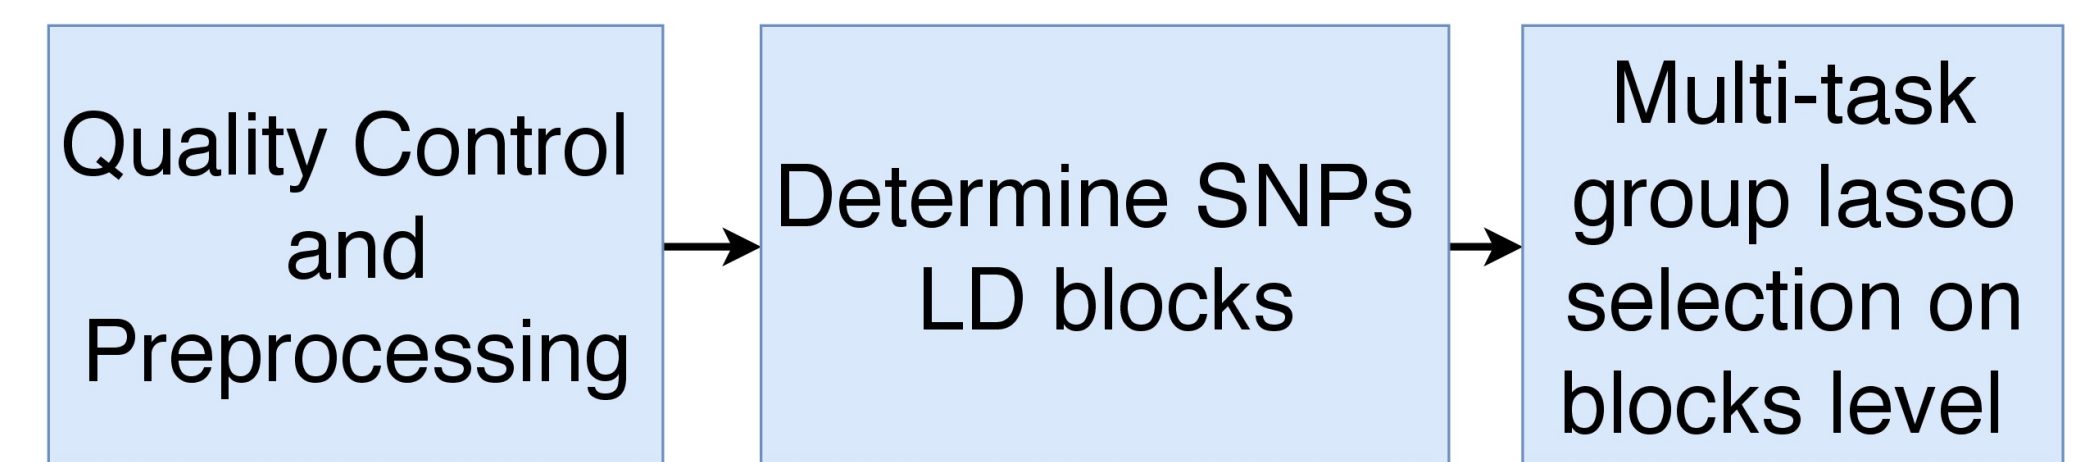 Quality Control
and
Preprocessing
Determine SNPs
LD blocks
Multi-task
group lasso
selection on
blocks level